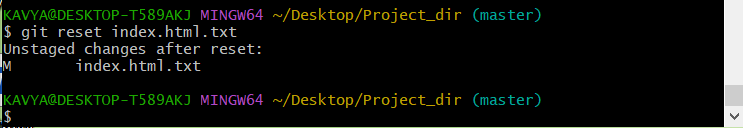 KAVYA@DESKTOP-T589AKJ MINGW64 ~/Desktop/Project_dir (master)
$ git reset index.html.txt
Unstaged changes after reset:
M       index.html.txt
KAVYA@DESKTOP-T589AKJ MINGW64 ~/Desktop/Project_dir (master)
$